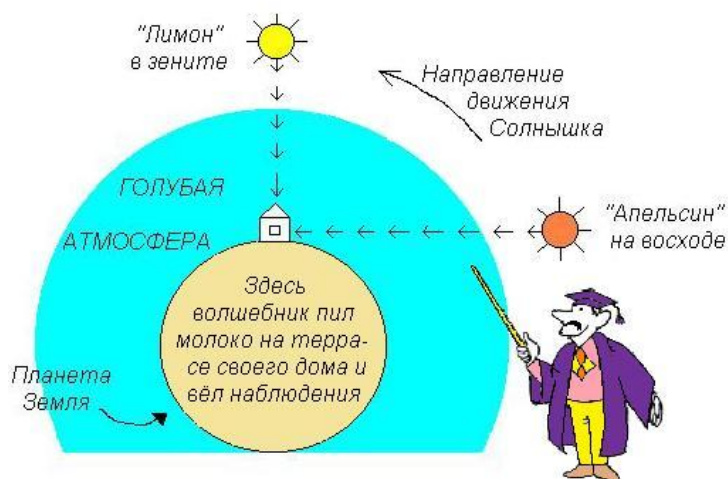 "Лимон"
в зените
Направление
движения
Солнышка
ГОЛУБАЯ
АТМОСФЕРА
"Апельсин"
на восходе
Здесь
волшебник пил
молоко на терра-
се своего дома и
вёл наблюдения
Планета
Земля